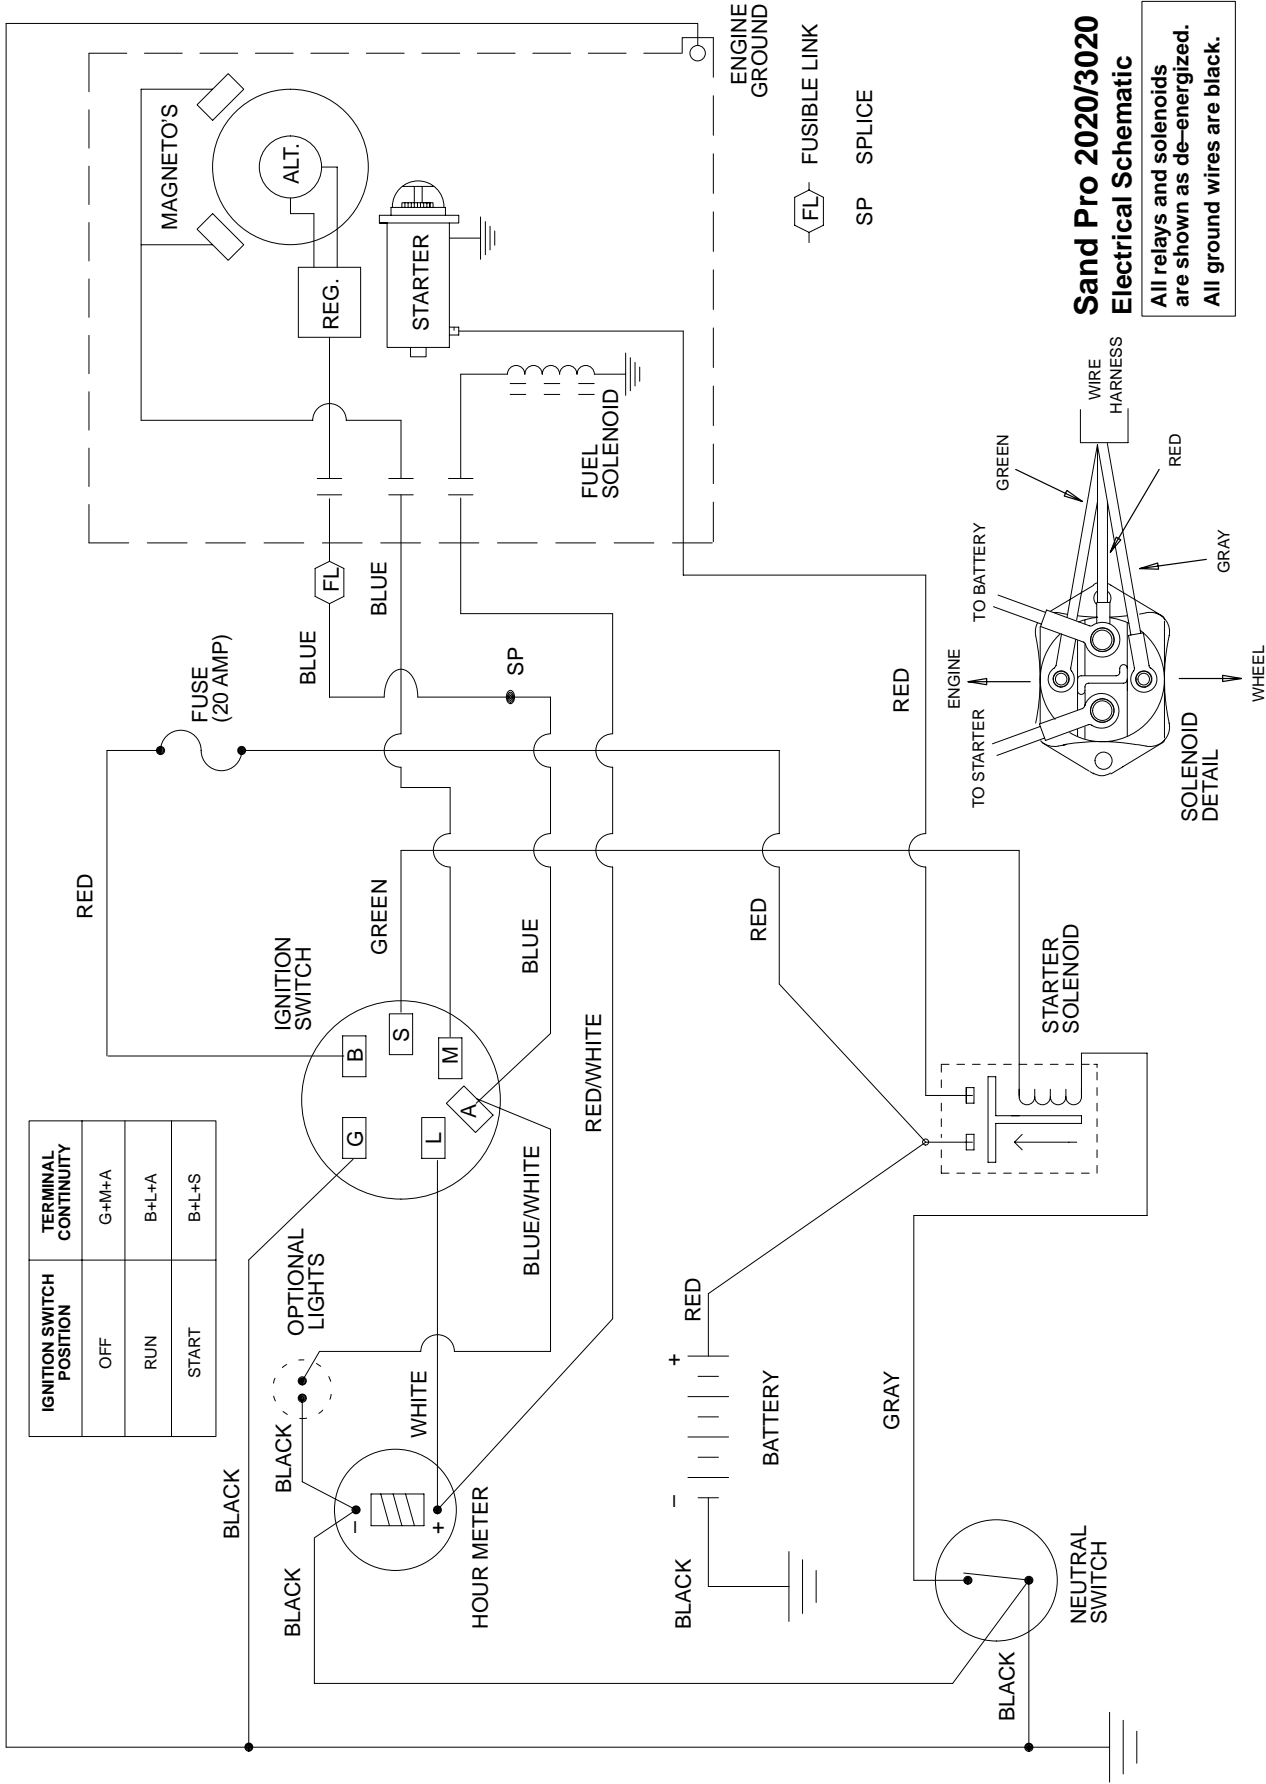 IGNITION SWITCH
POSITION
TERMINAL
CONTINUITY
OFF
G+M+A
RUN
B+L+A
START
B+L+S
RED
FUSE
(20 AMP)
BLUE
FL
BLUE
SP
MAGNETO'S
ALT.
REG.
STARTER
FUEL
SOLENOID
ENGINE
GROUND
FL
FUSIBLE LINK
SP
SPLICE
IGNITION
SWITCH
B
S
M
A
L
G
GREEN
BLUE
RED/WHITE
BLUE/WHITE
OPTIONAL
LIGHTS
BLACK
BLACK
BLACK
WHITE
–
+
HOUR METER
RED
RED
RED
+
–
BATTERY
BLACK
GRAY
STARTER
SOLENOID
NEUTRAL
SWITCH
BLACK
TO STARTER
ENGINE
TO BATTERY
GREEN
WIRE
HARNESS
RED
GRAY
WHEEL
SOLENOID
DETAIL
Sand Pro 2020/3020
Electrical Schematic
All relays and solenoids
are shown as de–energized.
All ground wires are black.